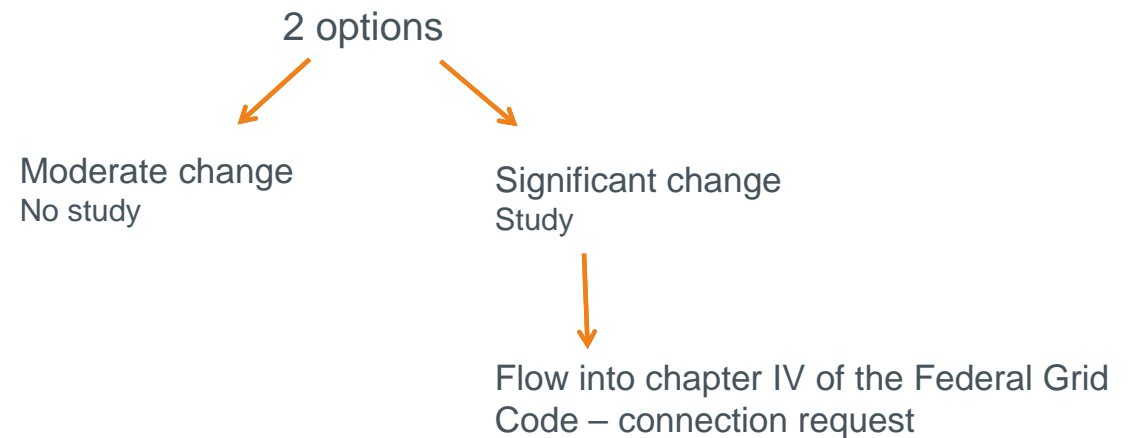 2 options
Moderate change
No study
Significant change
Study
Flow into chapter IV of the Federal Grid
Code – connection request